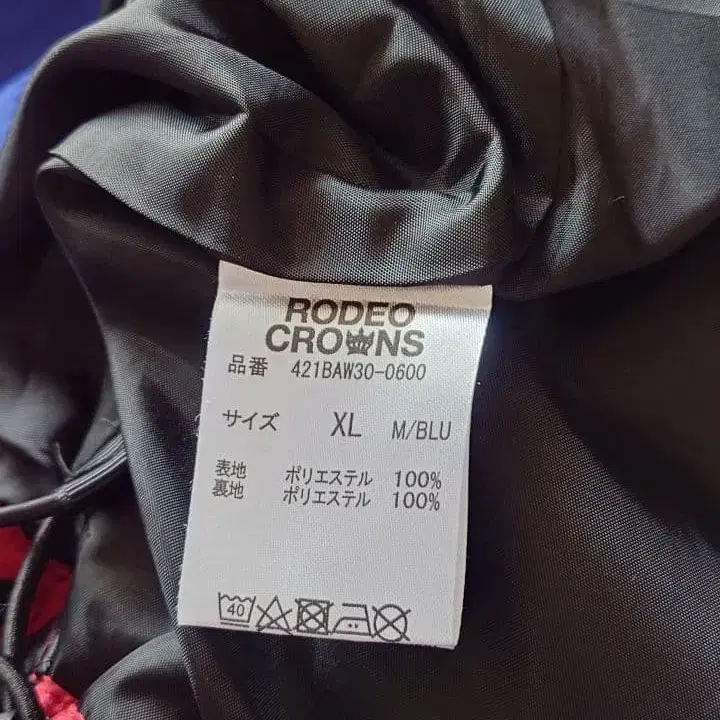 RODEO
CROWNS
品番 421BAW30-0600
サイズ XL M/BLU
表地 ポリエステル 100%
裏地 ポリエステル 100%
40